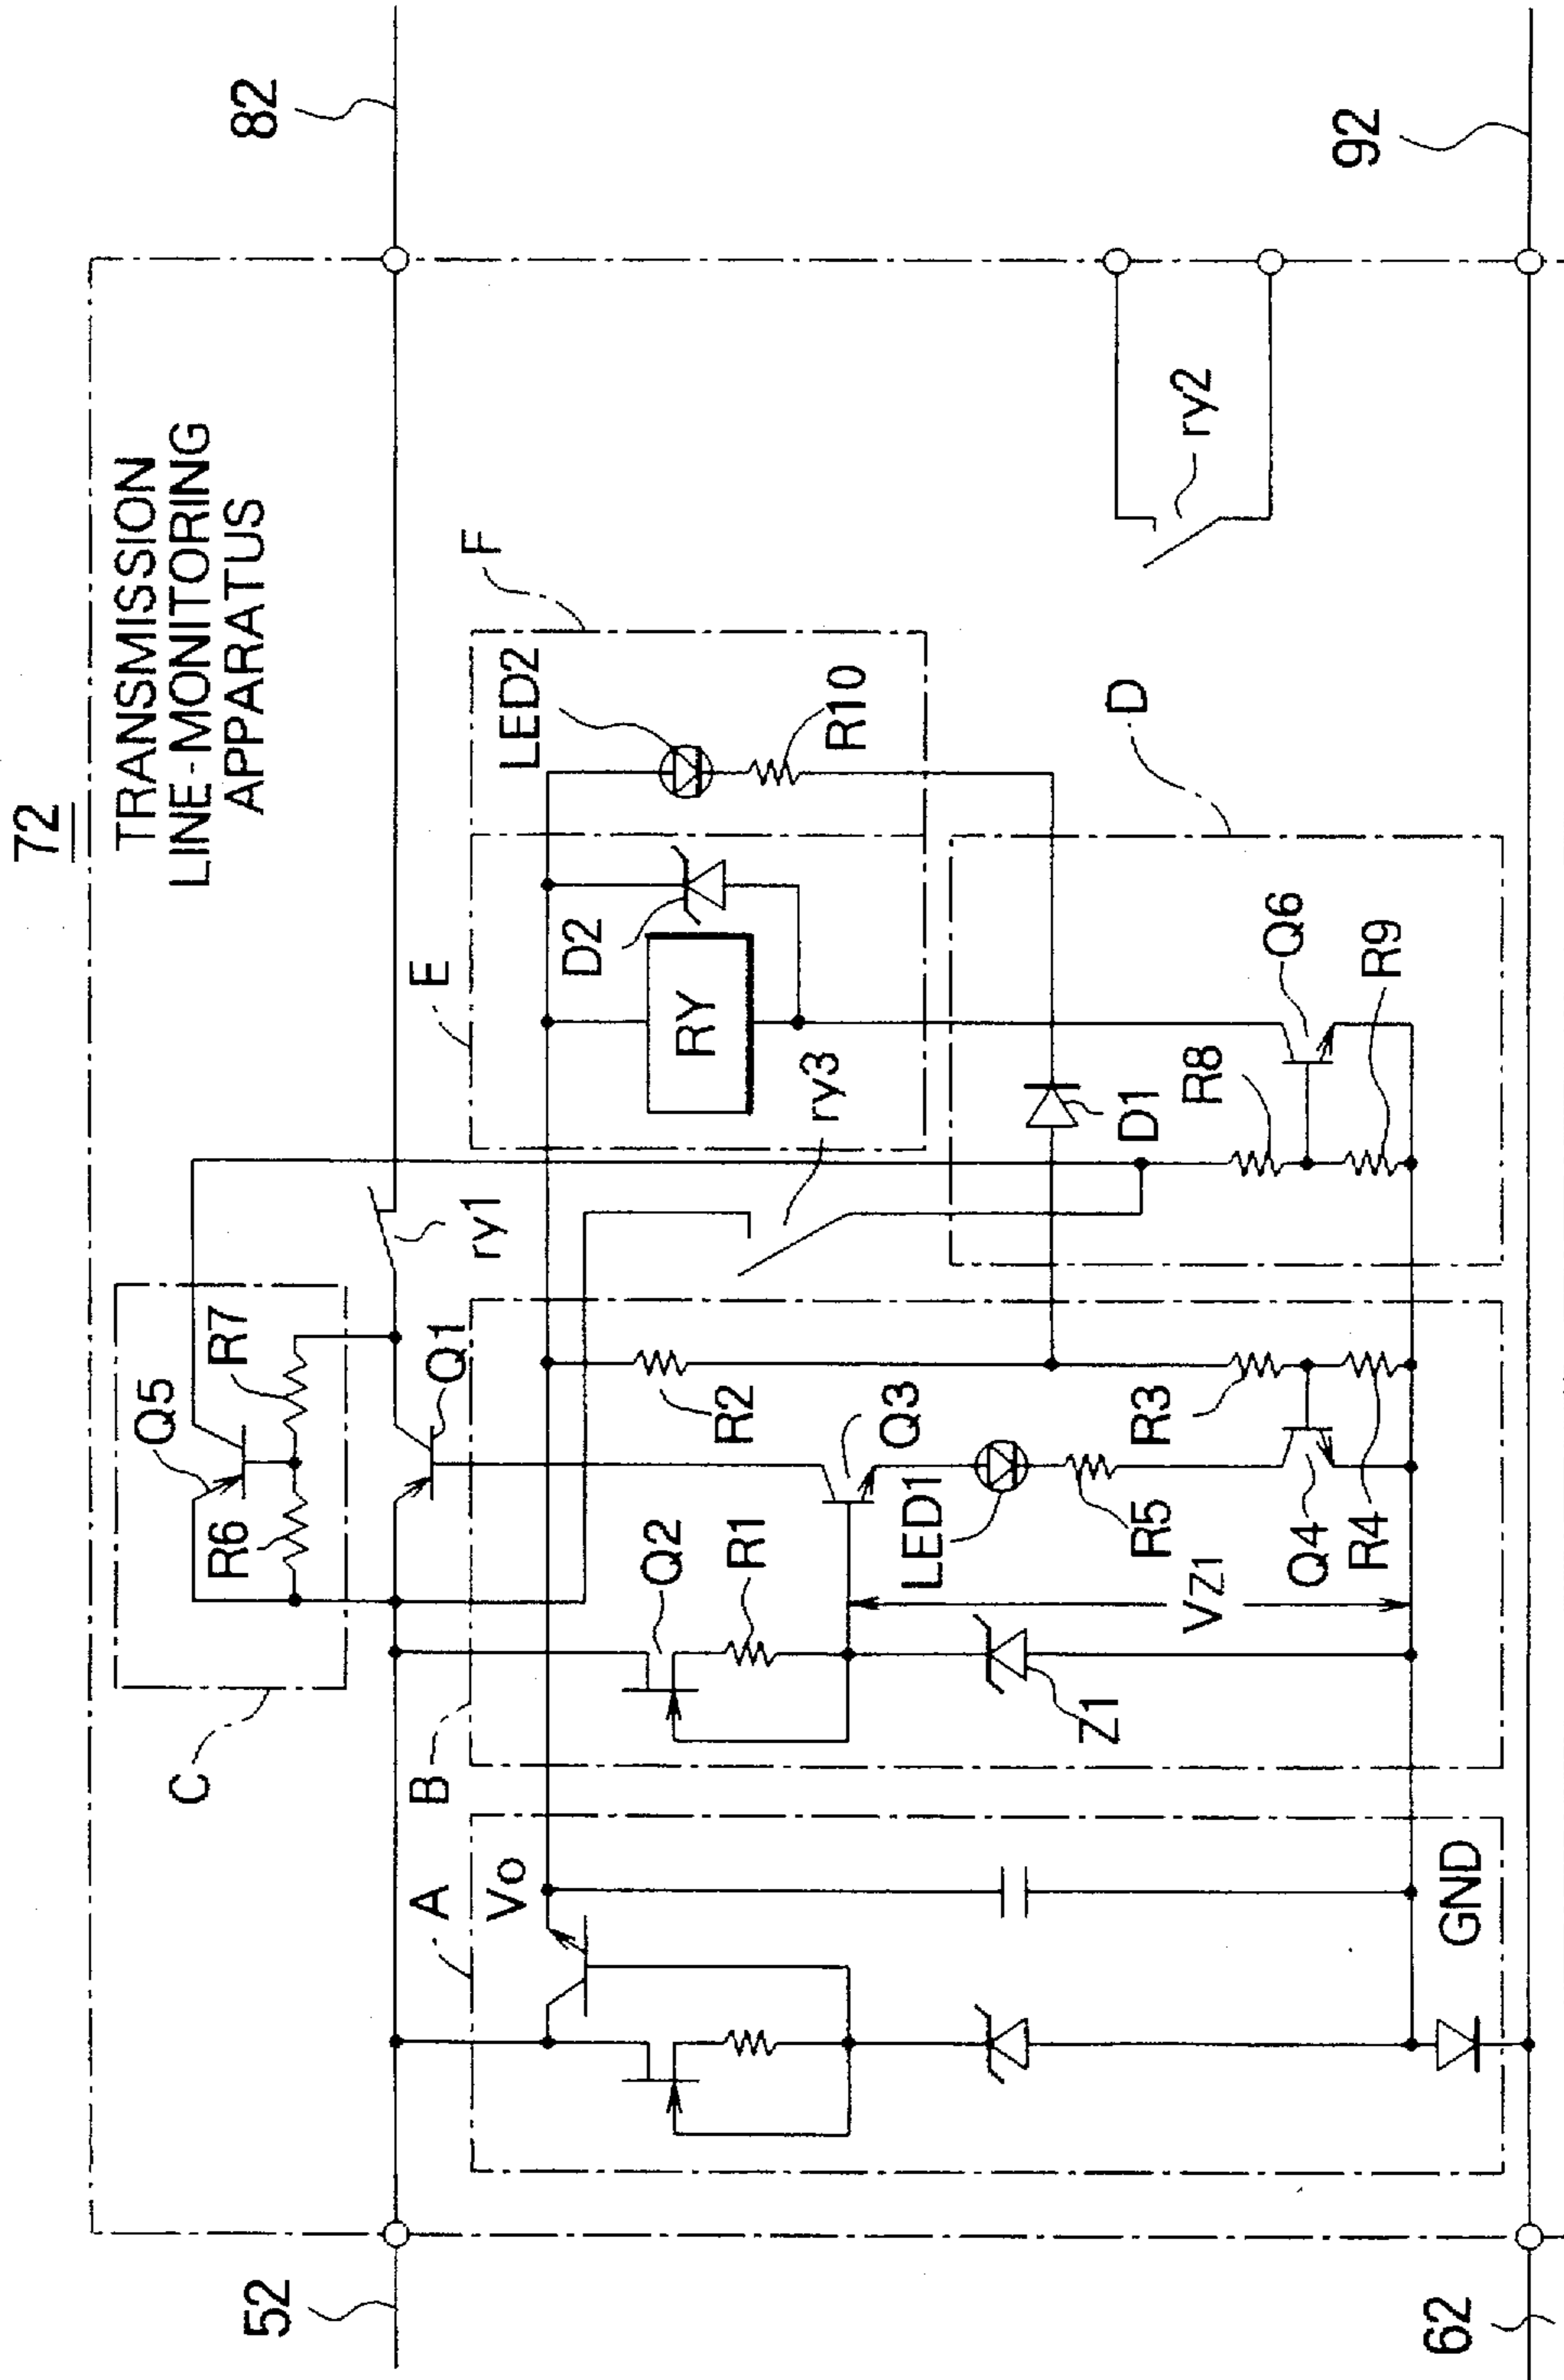 72
TRANSMISSION
LINE-MONITORING
APPARATUS
52
82
C
Q5
R6
R7
Q1
ry1
A
Vo
B
Q2
R1
R2
Q3
LED1
R5
Z1
VZ1
Q4
R3
R4
GND
E
F
RY
D2
LED2
R10
ry3
D1
D
R8
Q6
R9
ry2
62
92